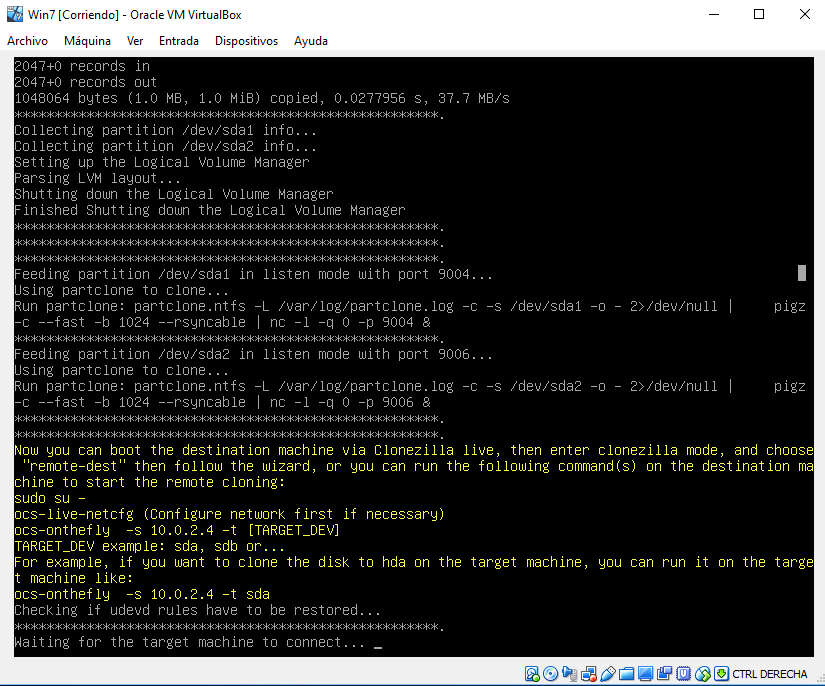 Win7 [Corriendo] - Oracle VM VirtualBox
Archivo Máquina Ver Entrada Dispositivos Ayuda
2047+0 records in
2047+0 records out
1048064 bytes (1.0 MB, 1.0 MiB) copied, 0.0277956 s, 37.7 MB/s
*****************************************************.
Collecting partition /dev/sda1 info...
Collecting partition /dev/sda2 info...
Setting up the Logical Volume Manager
Parsing LVM layout...
Shutting down the Logical Volume Manager
Finished Shutting down the Logical Volume Manager
*****************************************************.
*****************************************************.
*****************************************************.
Feeding partition /dev/sda1 in listen mode with port 9004...
Using partclone to clone...
Run partclone: partclone.ntfs -L /var/log/partclone.log -c -s /dev/sda1 -o - 2>/dev/null |     pigz
-c --fast -b 1024 --rsyncable | nc -l -q 0 -p 9004 &
*****************************************************.
Feeding partition /dev/sda2 in listen mode with port 9006...
Using partclone to clone...
Run partclone: partclone.ntfs -L /var/log/partclone.log -c -s /dev/sda2 -o - 2>/dev/null |     pigz
-c --fast -b 1024 --rsyncable | nc -l -q 0 -p 9006 &
*****************************************************.
*****************************************************.
Now you can boot the destination machine via Clonezilla live, then enter clonezilla mode, and choose
"remote-dest" then follow the wizard, or you can run the following command(s) on the destination ma
chine to start the remote cloning:
sudo su -
ocs-live-netcfg (Configure network first if necessary)
ocs-onthefly  -s 10.0.2.4 -t [TARGET_DEV]
TARGET_DEV example: sda, sdb or...
For example, if you want to clone the disk to hda on the target machine, you can run it on the targe
t machine like:
ocs-onthefly  -s 10.0.2.4 -t sda
Checking if udevd rules have to be restored...
*****************************************************.
Waiting for the target machine to connect... _
CTRL DERECHA